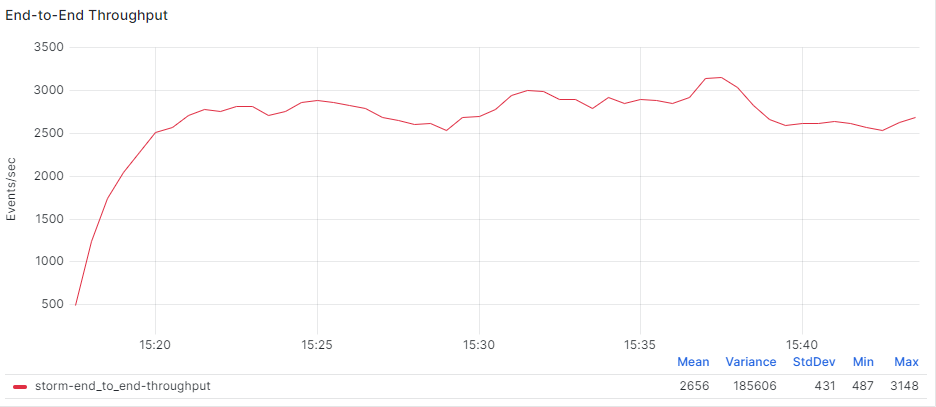 End-to-End Throughput
3500
3000
2500
2000
1500
1000
500
Events/sec
15:20 15:25 15:30 15:35 15:40
Mean Variance StdDev Min Max
storm-end_to_end-throughput 2656 185606 431 487 3148